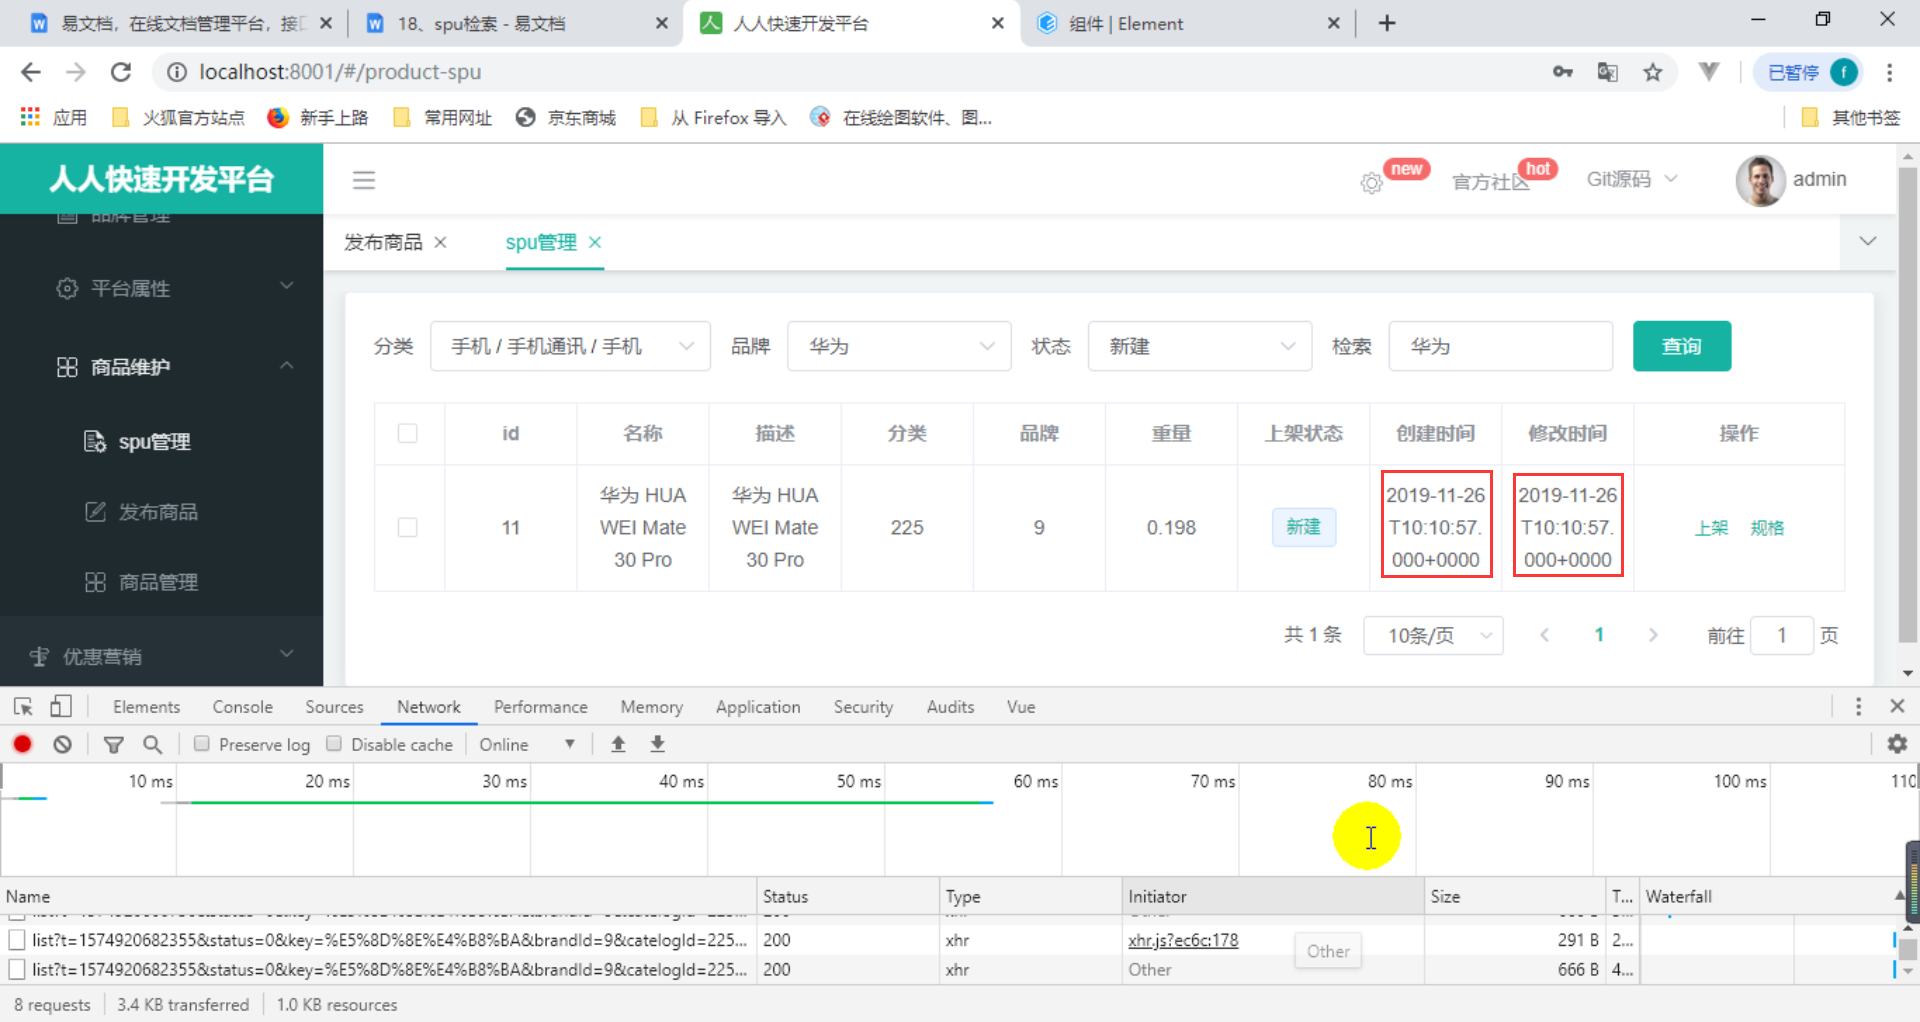 易文档，在线文档管理平台，接口
18、spu检索 - 易文档
人人快速开发平台
组件 | Element
localhost:8001/#/product-spu
已暂停
f
应用
火狐官方站点
新手上路
常用网址
京东商城
从 Firefox 导入
在线绘图软件、图...
其他书签
人人快速开发平台
new
官方社区
hot
Git源码
admin
品牌管理
平台属性
商品维护
spu管理
发布商品
商品管理
优惠营销
发布商品
spu管理
分类 手机 / 手机通讯 / 手机 品牌 华为 状态 新建 检索 华为 查询
id 名称 描述 分类 品牌 重量 上架状态 创建时间 修改时间 操作
11
华为 HUA
WEI Mate
30 Pro
华为 HUA
WEI Mate
30 Pro
225
9
0.198
新建
2019-11-26
T10:10:57.
000+0000
2019-11-26
T10:10:57.
000+0000
上架 规格
共 1 条 10条/页 1 前往 1 页
Elements Console Sources Network Performance Memory Application Security Audits Vue
Preserve log Disable cache Online
10 ms 20 ms 30 ms 40 ms 50 ms 60 ms 70 ms 80 ms 90 ms 100 ms 110
Name Status Type Initiator Size T... Waterfall
list?t=1574920682355&status=0&key=%E5%8D%8E%E4%B8%BA&brandId=9&catelogId=225... 200 xhr xhr.js?ec6c:178 291 B 2...
Other
list?t=1574920682355&status=0&key=%E5%8D%8E%E4%B8%BA&brandId=9&catelogId=225... 200 xhr Other 666 B 4...
8 requests 3.4 KB transferred 1.0 KB resources